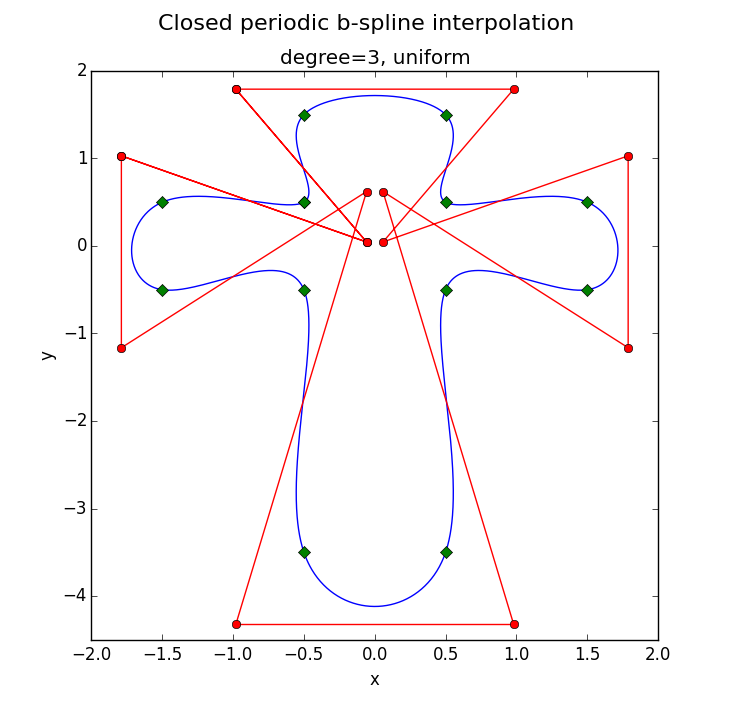 Closed periodic b-spline interpolation
degree=3, uniform
2
1
0
−1
−2
−3
−4
y
−2.0 −1.5 −1.0 −0.5 0.0 0.5 1.0 1.5 2.0
x